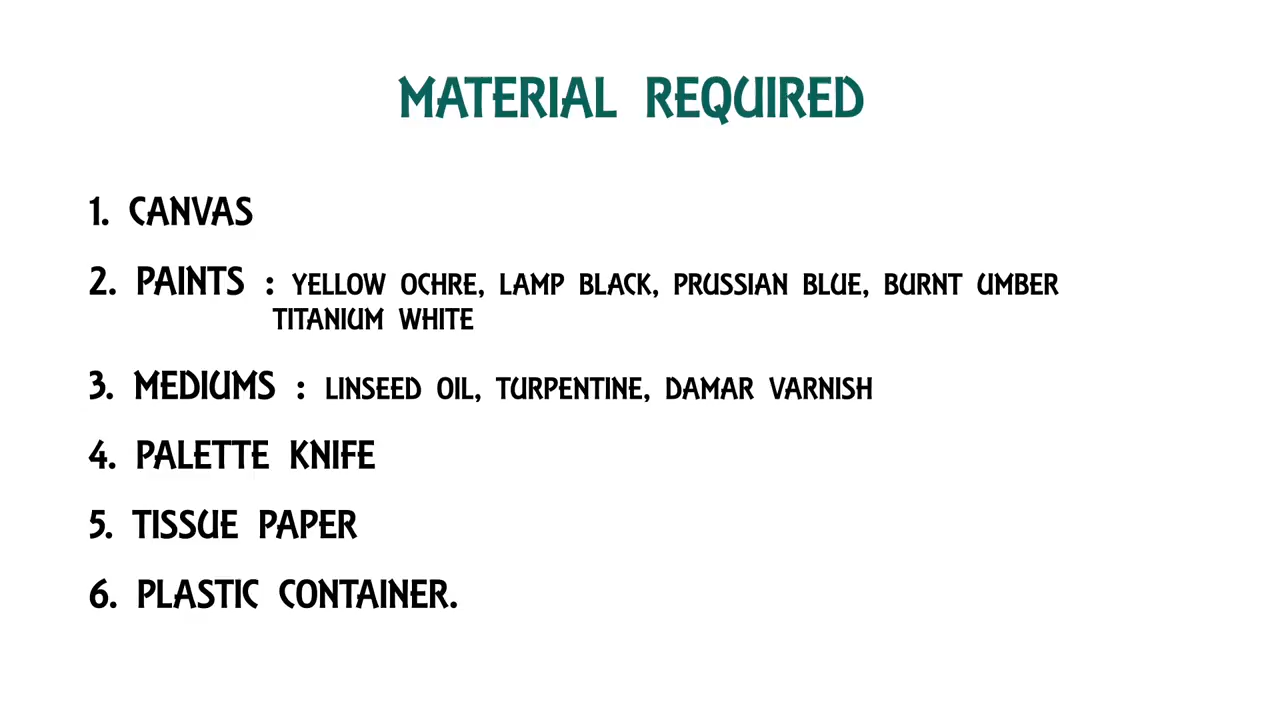 MATERIAL REQUIRED
1. CANVAS
2. PAINTS : YELLOW OCHRE, LAMP BLACK, PRUSSIAN BLUE, BURNT UMBER
TITANIUM WHITE
3. MEDIUMS : LINSEED OIL, TURPENTINE, DAMAR VARNISH
4. PALETTE KNIFE
5. TISSUE PAPER
6. PLASTIC CONTAINER.